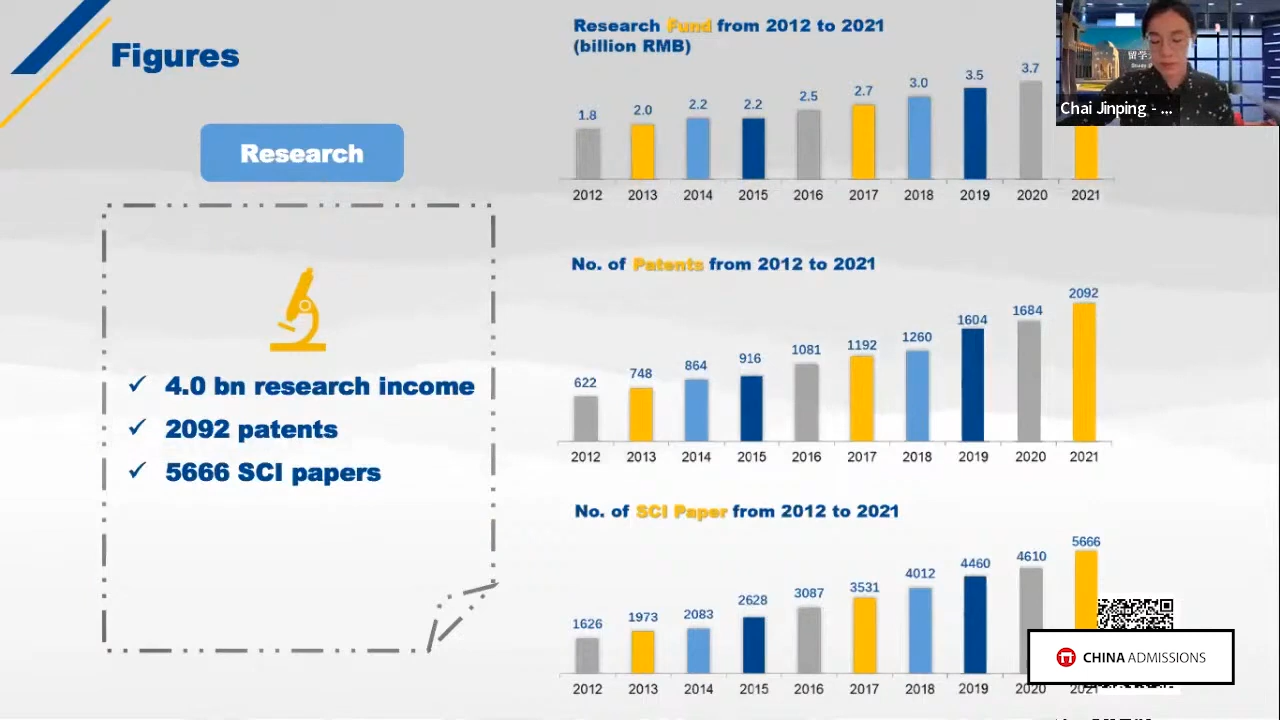 Figures
Research
4.0 bn research income
2092 patents
5666 SCI papers
Research Fund from 2012 to 2021
(billion RMB)
1.8 2.0 2.2 2.2 2.5 2.7 3.0 3.5 3.7
2012 2013 2014 2015 2016 2017 2018 2019 2020 2021
No. of Patents from 2012 to 2021
622 748 864 916 1081 1192 1260 1604 1684 2092
2012 2013 2014 2015 2016 2017 2018 2019 2020 2021
No. of SCI Paper from 2012 to 2021
1626 1973 2083 2628 3087 3531 4012 4460 4610 5666
2012 2013 2014 2015 2016 2017 2018 2019 2020 2021
留学
Study
Chai Jinping - ...
CHINA ADMISSIONS